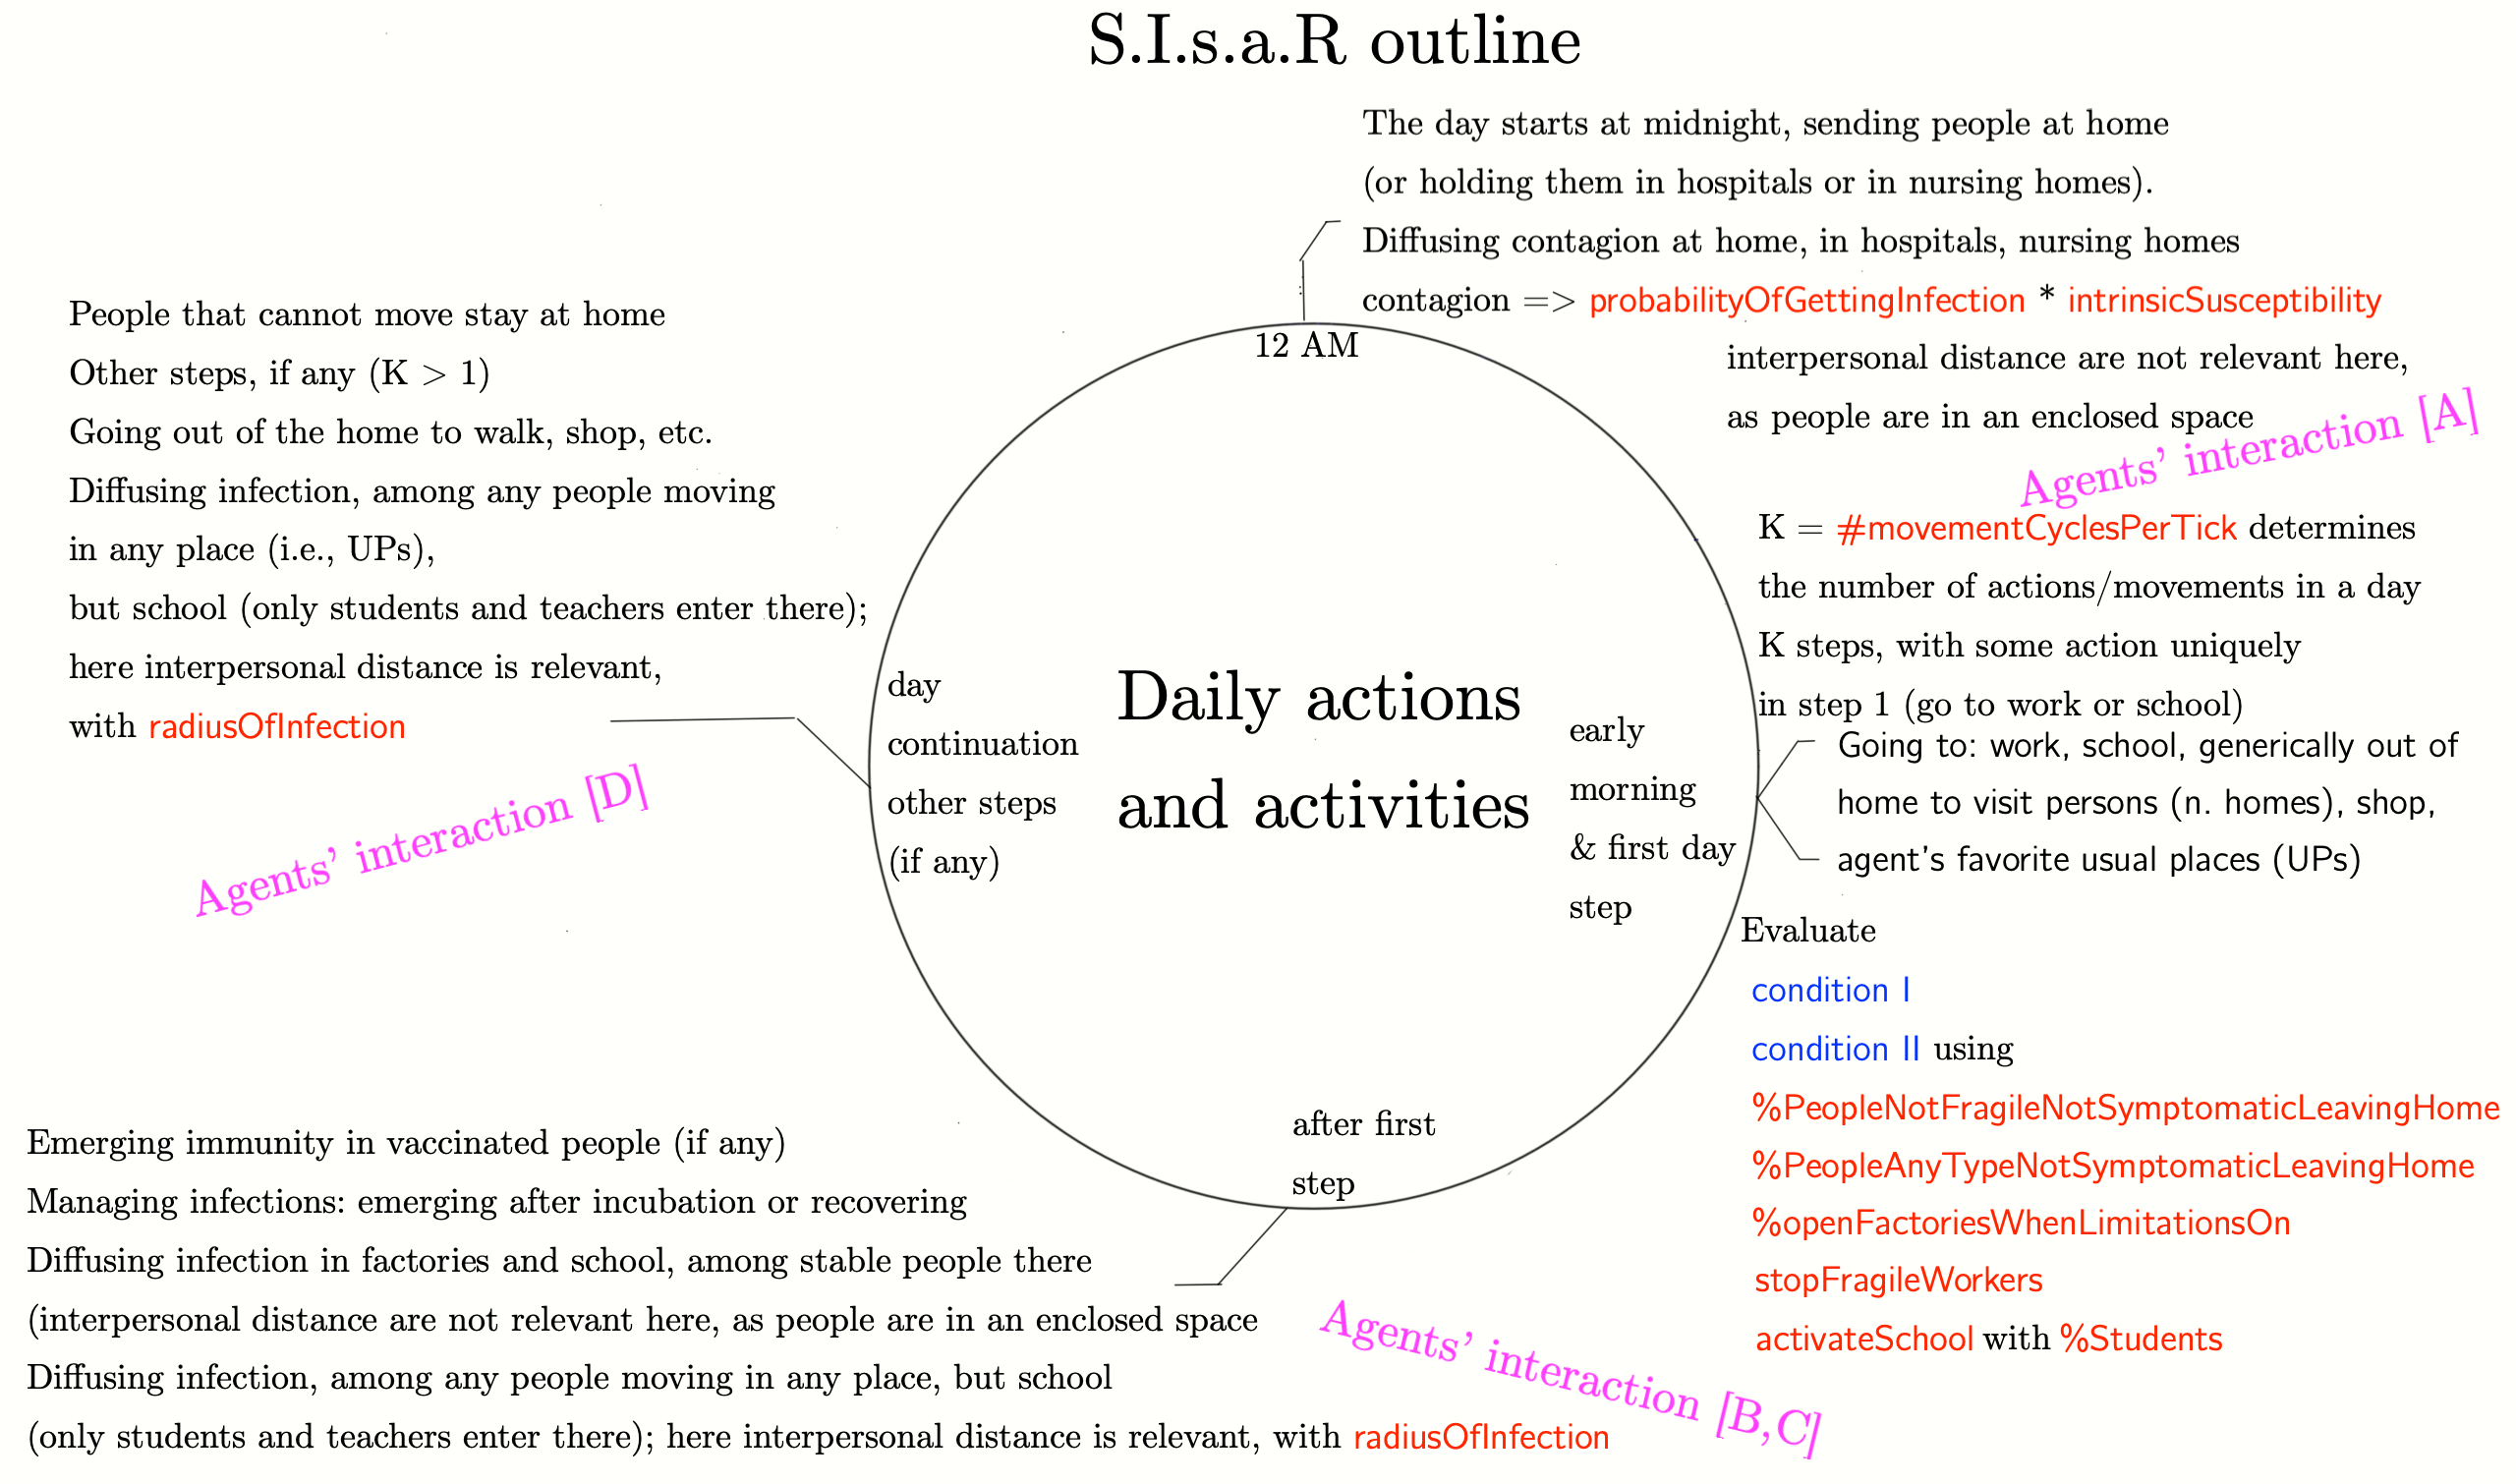 S.I.s.a.R outline
The day starts at midnight, sending people at home
(or holding them in hospitals or in nursing homes).
Diffusing contagion at home, in hospitals, nursing homes
contagion => probabilityOfGettingInfection * intrinsicSusceptibility
interpersonal distance are not relevant here,
as people are in an enclosed space
Agents' interaction [A]
12 AM
K = #movementCyclesPerTick determines
the number of actions/movements in a day
K steps, with some action uniquely
in step 1 (go to work or school)
Going to: work, school, generically out of
home to visit persons (n. homes), shop,
agent's favorite usual places (UPs)
early
morning
& first day
step
Daily actions
and activities
Evaluate
condition I
condition II using
%PeopleNotFragileNotSymptomaticLeavingHome
%PeopleAnyTypeNotSymptomaticLeavingHome
%openFactoriesWhenLimitationsOn
stopFragileWorkers
activateSchool with %Students
after first
step
Emerging immunity in vaccinated people (if any)
Managing infections: emerging after incubation or recovering
Diffusing infection in factories and school, among stable people there
(interpersonal distance are not relevant here, as people are in an enclosed space
Diffusing infection, among any people moving in any place, but school
(only students and teachers enter there); here interpersonal distance is relevant, with radiusOfInfection
Agents' interaction [B,C]
day
continuation
other steps
(if any)
People that cannot move stay at home
Other steps, if any (K > 1)
Going out of the home to walk, shop, etc.
Diffusing infection, among any people moving
in any place (i.e., UPs),
but school (only students and teachers enter there);
here interpersonal distance is relevant,
with radiusOfInfection
Agents' interaction [D]